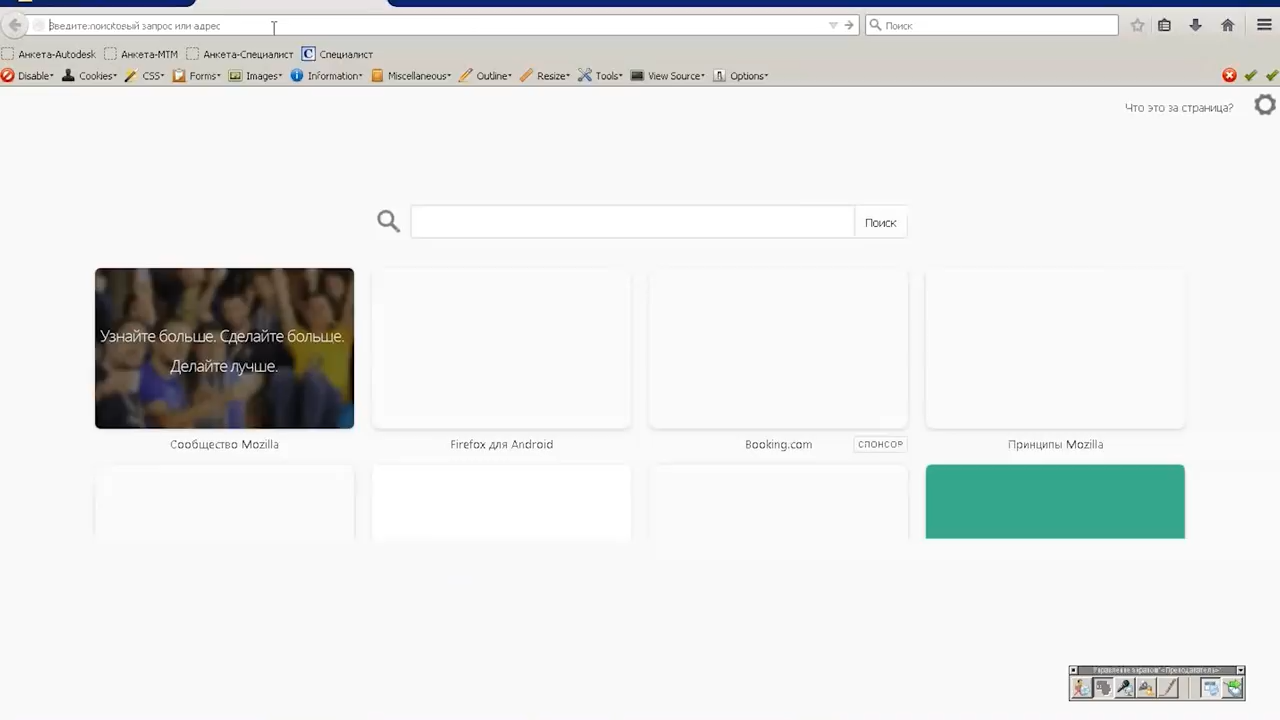 Введите поисковый запрос или адрес
Поиск
Анкета-Autodesk Анкета-МТМ Анкета-Специалист Специалист
Disable Cookies CSS Forms Images Information Miscellaneous Outline Resize Tools View Source Options
Что это за страница?
Поиск
Узнайте больше. Сделайте больше.
Делайте лучше.
Сообщество Mozilla
Firefox для Android
Booking.com
СПОНСОР
Принципы Mozilla